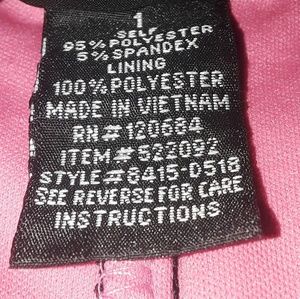 1
SELF
95% POLYESTER
5% SPANDEX
LINING
100% POLYESTER
MADE IN VIETNAM
RN#120684
ITEM#522092
STYLE#8415-D518
SEE REVERSE FOR CARE
INSTRUCTIONS